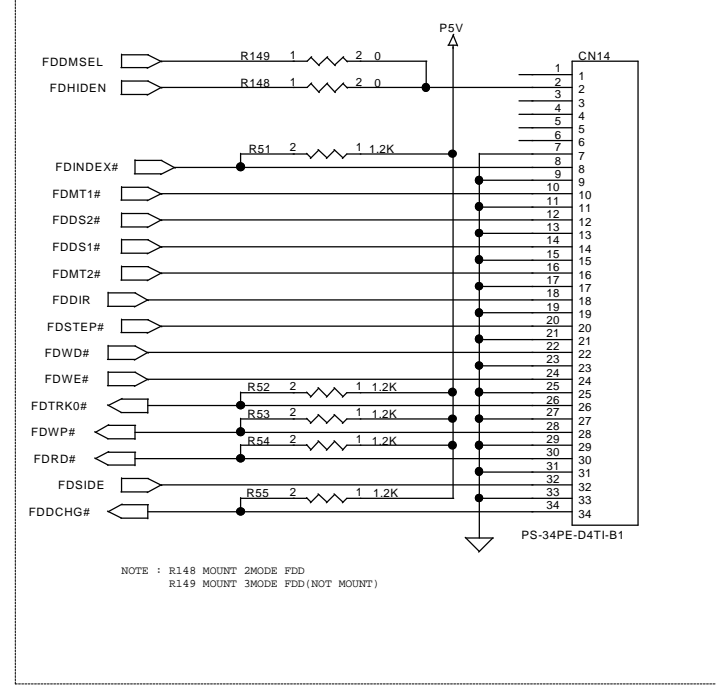 P5V
CN14
FDDMSEL R149 1 2 0
1 1
FDHIDEN R148 1 2 0 2 2
3 3
4 4
5 5
6 6
R51 2 1 1.2K 7 7
FDINDEX# 8 8
9 9
FDMT1# 10 10
11 11
FDDS2# 12 12
13 13
FDDS1# 14 14
15 15
FDMT2# 16 16
17 17
FDDIR 18 18
19 19
FDSTEP# 20 20
21 21
FDWD# 22 22
23 23
FDWE# 24 24
R52 2 1 1.2K 25 25
FDTRK0# 26 26
R53 2 1 1.2K 27 27
FDWP# 28 28
R54 2 1 1.2K 29 29
FDRD# 30 30
31 31
FDSIDE 32 32
R55 2 1 1.2K 33 33
FDDCHG# 34 34
PS-34PE-D4TI-B1
NOTE : R148 MOUNT 2MODE FDD
R149 MOUNT 3MODE FDD(NOT MOUNT)